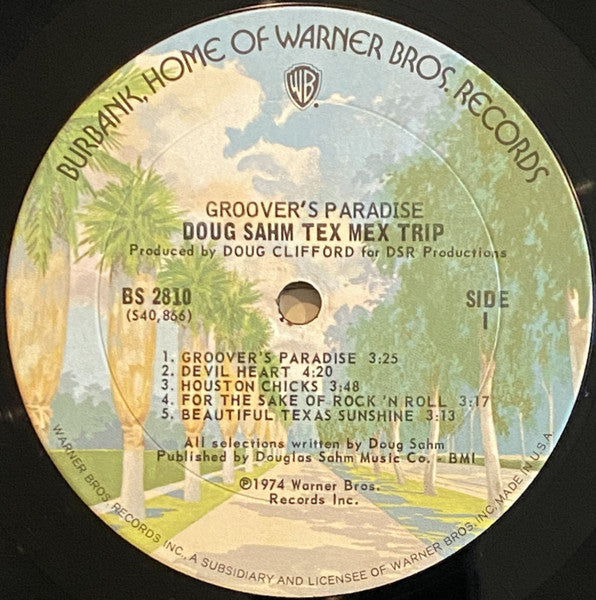 BURBANK, HOME OF WARNER BROS. RECORDS
WB
GROOVER'S PARADISE
DOUG SAHM TEX MEX TRIP
Produced by DOUG CLIFFORD for DSR Productions
BS 2810
(S40,866)
SIDE
1
1. GROOVER'S PARADISE 3:25
2. DEVIL HEART 4:20
3. HOUSTON CHICKS 3:48
4. FOR THE SAKE OF ROCK 'N ROLL 3:17
5. BEAUTIFUL TEXAS SUNSHINE 3:13
All selections written by Doug Sahm
Published by Douglas Sahm Music Co. - BMI
℗1974 Warner Bros.
Records Inc.
WARNER BROS. RECORDS INC., A SUBSIDIARY AND LICENSEE OF WARNER BROS. INC. MADE IN U.S.A.